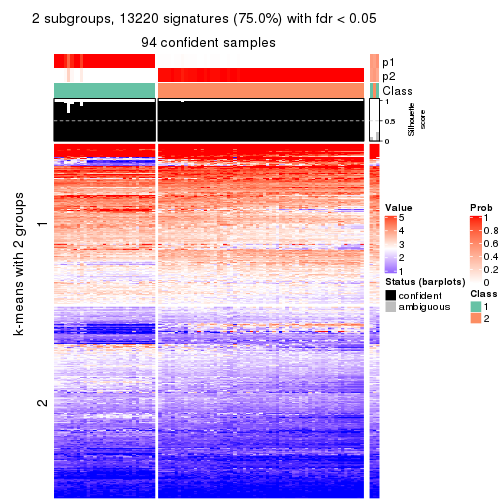 2 subgroups, 13220 signatures (75.0%) with fdr < 0.05
94 confident samples
p1
p2
Class
1
0.5
0
Silhouette
score
k-means with 2 groups
1
2
Value
5
4
3
2
1
Status (barplots)
confident
ambiguous
Prob
1
0.8
0.6
0.4
0.2
0
Class
1
2